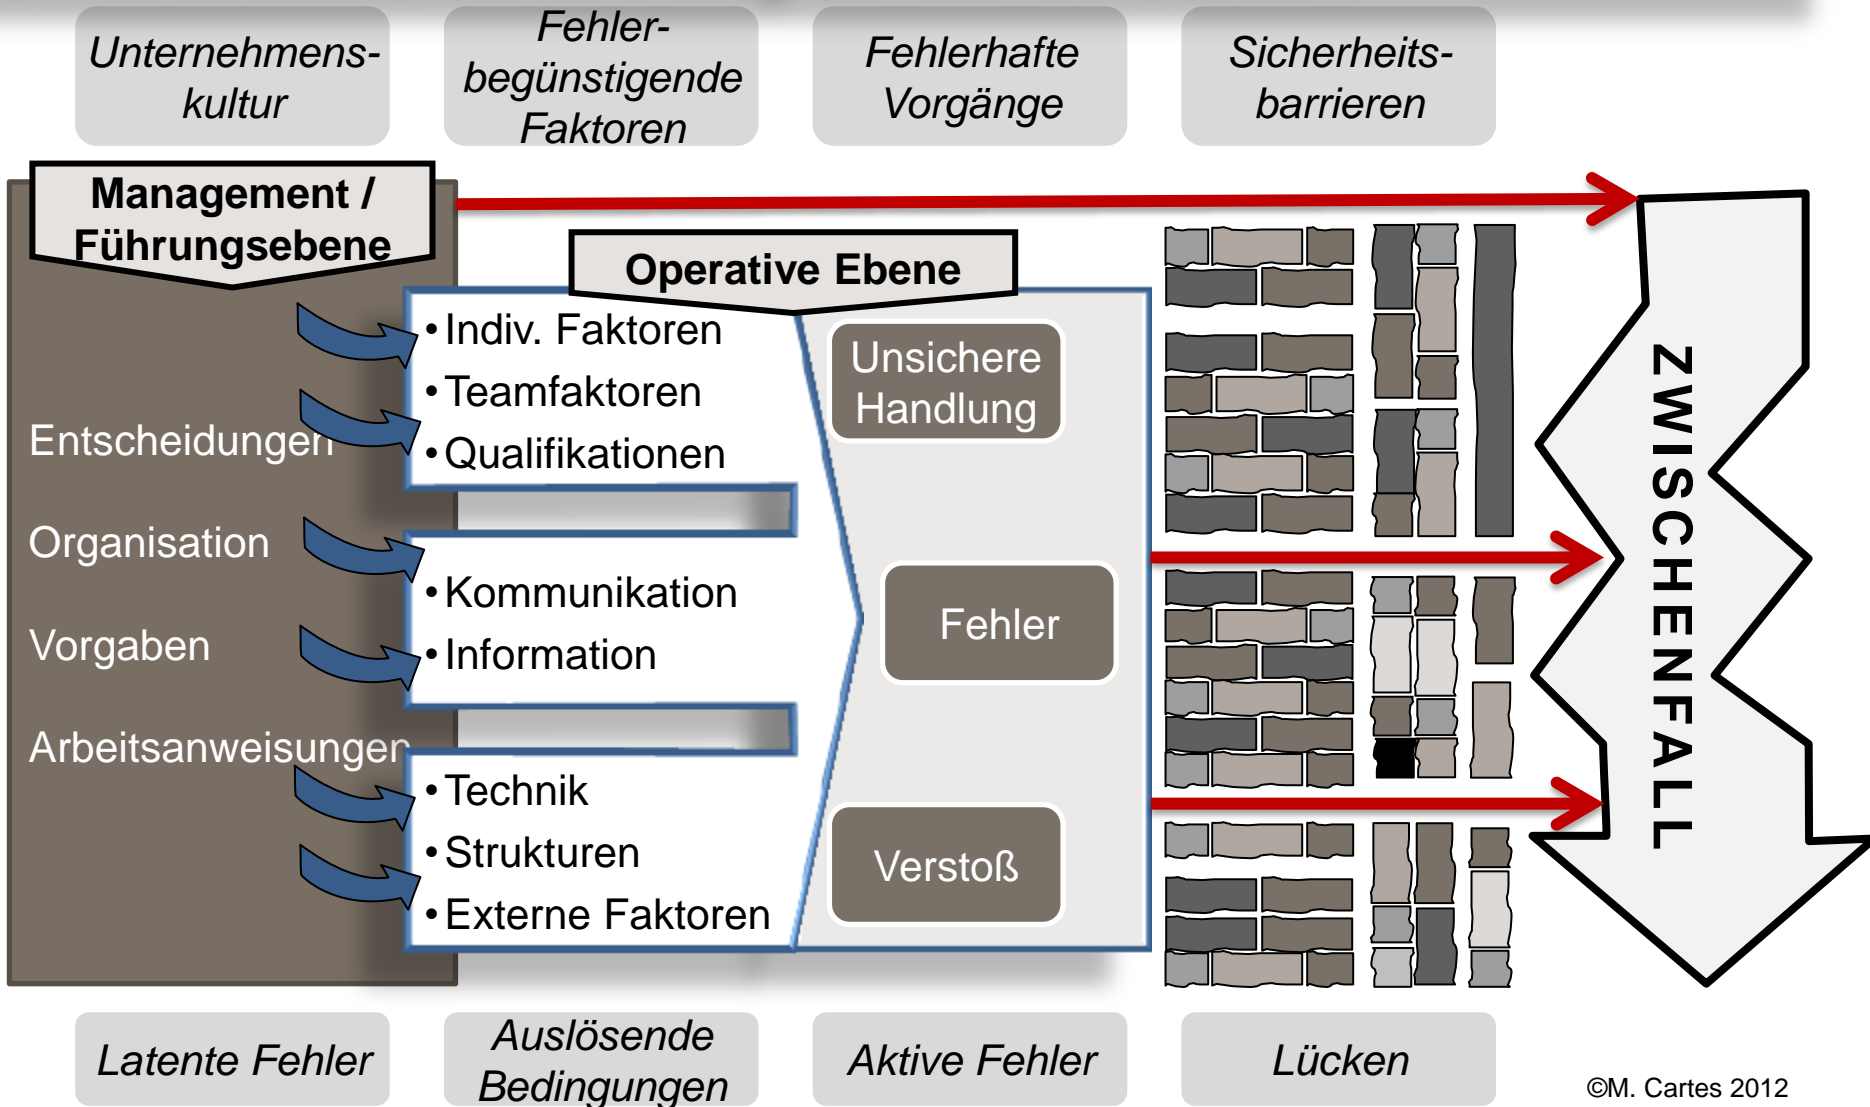 Unternehmens-
kultur
Fehler-
begünstigende
Faktoren
Fehlerhafte
Vorgänge
Sicherheits-
barrieren
Management /
Führungsebene
Operative Ebene
Entscheidungen
Organisation
Vorgaben
Arbeitsanweisungen
•Indiv. Faktoren
•Teamfaktoren
•Qualifikationen
•Kommunikation
•Information
•Technik
•Strukturen
•Externe Faktoren
Unsichere
Handlung
Fehler
Verstoß
ZWISCHENFALL
Latente Fehler
Auslösende
Bedingungen
Aktive Fehler
Lücken
©M. Cartes 2012